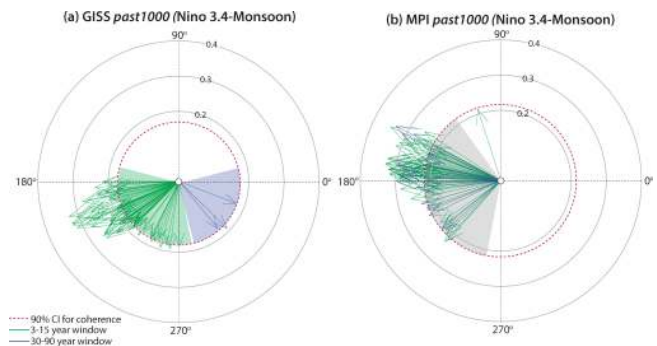 (a) GISS past1000 (Nino 3.4-Monsoon)
90°
0.4
0.3
0.2
180°
0°
270°
90% CI for coherence
3-15 year window
30-90 year window
(b) MPI past1000 (Nino 3.4-Monsoon)
90°
0.4
0.3
0.2
180°
0°
270°